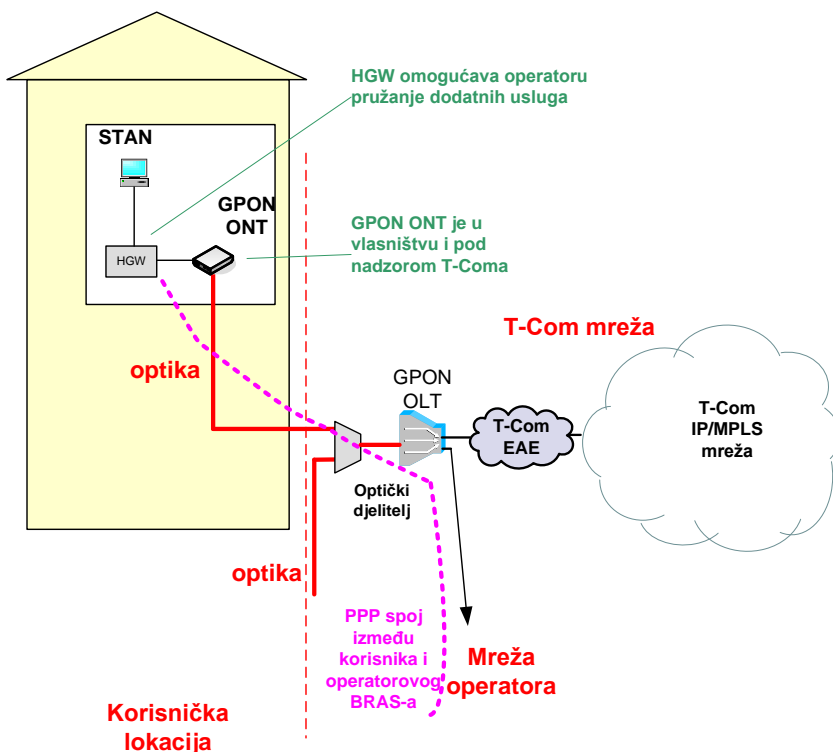 HGW omogućava operatoru
pružanje dodatnih usluga
STAN
GPON
ONT
HGW
GPON ONT je u
vlasništvu i pod
nadzorom T-Coma
T-Com mreža
optika
GPON
OLT
T-Com
EAE
T-Com
IP/MPLS
mreža
Optički
djelitelj
optika
PPP spoj
između
korisnika i
operatorovog
BRAS-a
Mreža
operatora
Korisnička
lokacija